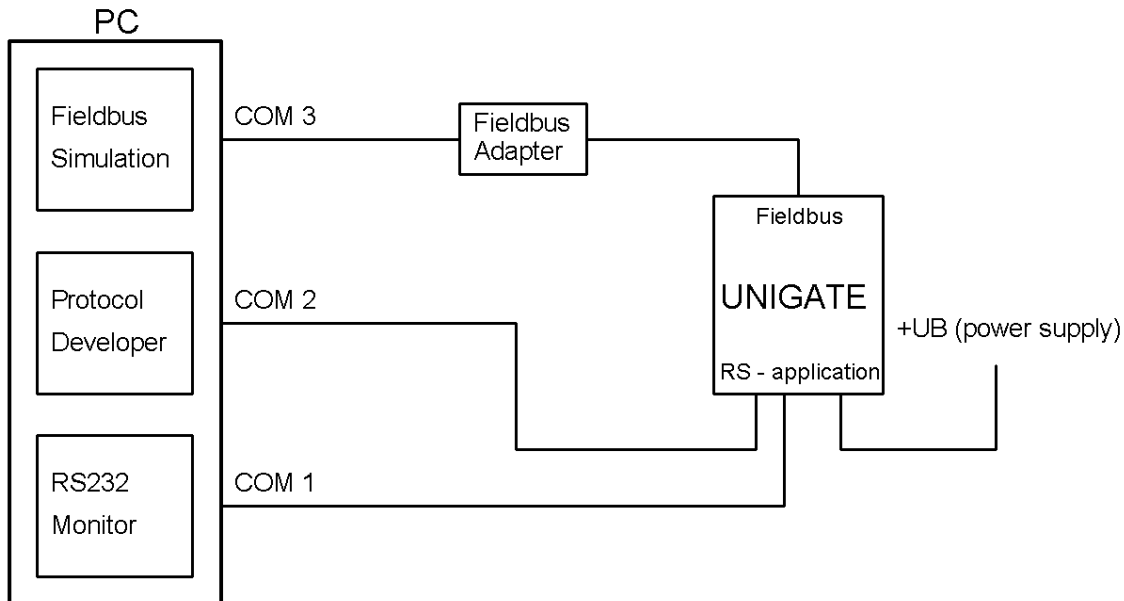 PC
Fieldbus
Simulation
COM 3
Fieldbus
Adapter
Fieldbus
UNIGATE
RS - application
+UB (power supply)
Protocol
Developer
COM 2
RS232
Monitor
COM 1